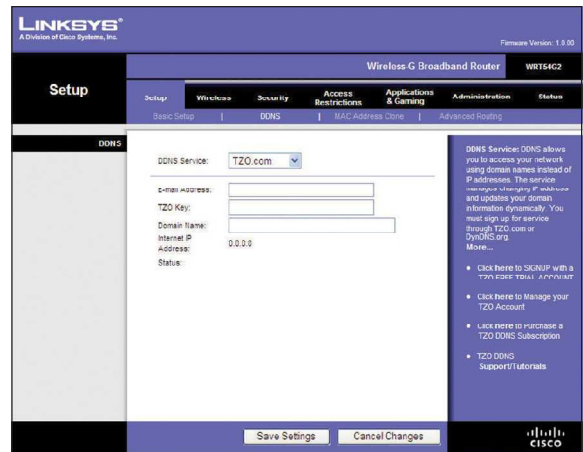 LINKSYS®
A Division of Cisco Systems, Inc.
Firmware Version: 1.0.00
Wireless-G Broadband Router WRT54G2
Setup
Setup Wireless Security Access Restrictions Applications & Gaming Administration Status
Basic Setup | DDNS | MAC Address Clone | Advanced Routing
DDNS
DDNS Service: TZO.com
E-mail Address:
TZO Key:
Domain Name:
Internet IP
Address: 0.0.0.0
Status:
DDNS Service: DDNS allows
you to access your network
using domain names instead of
IP addresses. The service
manages changing IP address
and updates your domain
information dynamically. You
must sign up for service
through TZO.com or
DynDNS.org.
More...
Click here to SIGNUP with a
TZO FREE TRIAL ACCOUNT
Click here to Manage your
TZO Account
Click here to Purchase a
TZO DDNS Subscription
TZO DDNS
Support/Tutorials
Save Settings Cancel Changes
CISCO